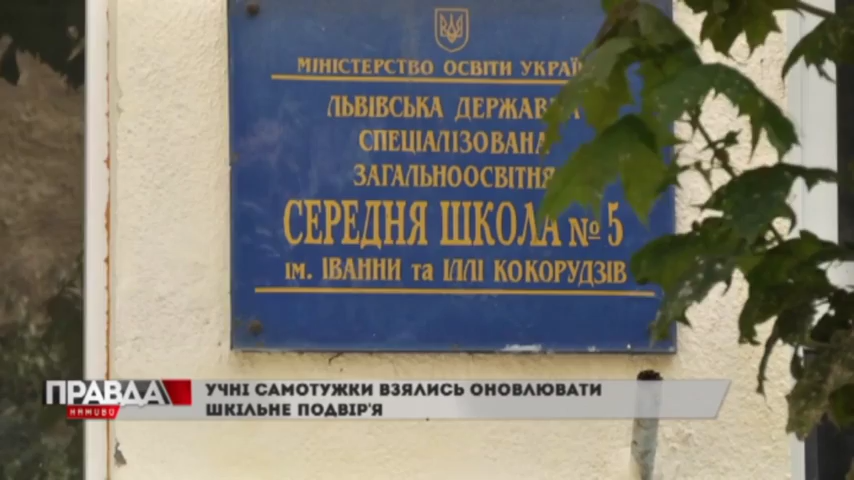 МІНІСТЕРСТВО ОСВІТИ УКРАЇ
ЛЬВІВСЬКА ДЕРЖАВНА
СПЕЦІАЛІЗОВАНА
ЗАГАЛЬНООСВІТНЯ
СЕРЕДНЯ ШКОЛА № 5
ім. ІВАННИ та ІЛЛІ КОКОРУДЗІВ
ПРАВДА
НАЖИВО
УЧНІ САМОТУЖКИ ВЗЯЛИСЬ ОНОВЛЮВАТИ
ШКІЛЬНЕ ПОДВІР'Я